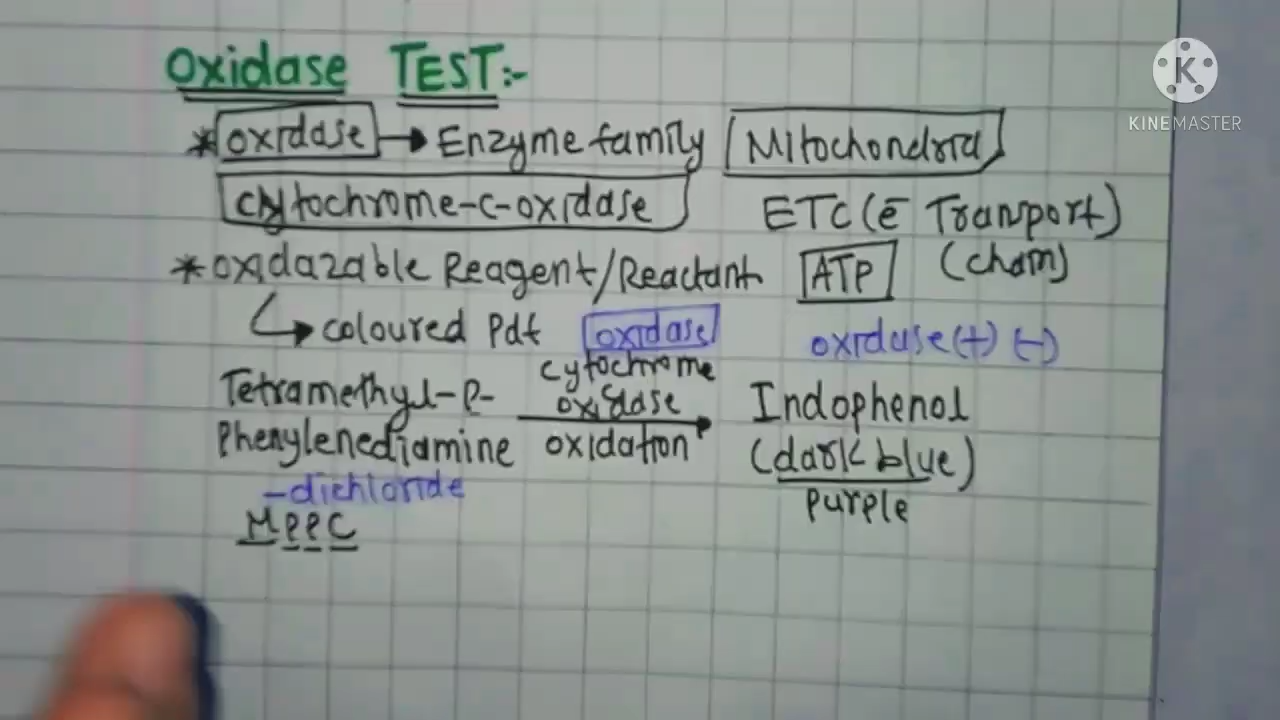 Oxidase TEST:-
K
KINEMASTER
*oxidase → Enzyme family Mitochondria
Cytochrome-c-oxidase ETC (ē Transport)
*oxidazable Reagent/Reactant ATP (chain)
↳ coloured Pdt oxidase oxidase (+) (-)
Tetramethyl-P- cytochrome oxidase Indophenol
Phenylenediamine oxidation (dark blue)
-dichloride purple
MPPC